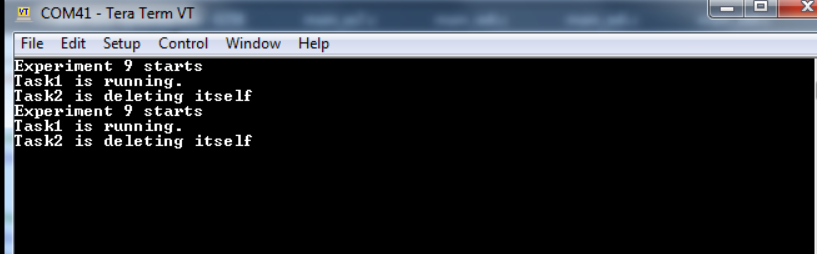 COM41 - Tera Term VT
File Edit Setup Control Window Help
Experiment 9 starts
Task1 is running.
Task2 is deleting itself
Experiment 9 starts
Task1 is running.
Task2 is deleting itself